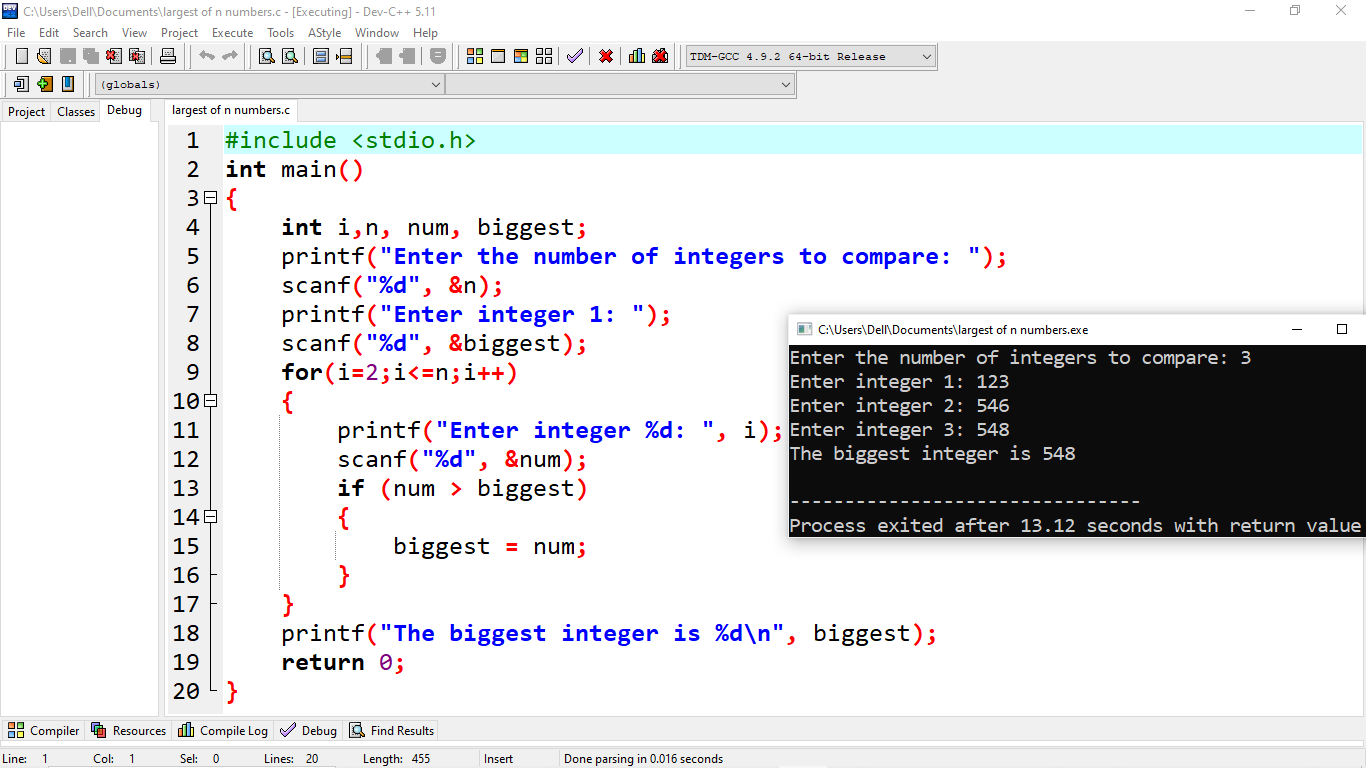 C:\Users\Dell\Documents\largest of n numbers.c - [Executing] - Dev-C++ 5.11
File Edit Search View Project Execute Tools AStyle Window Help
TDM-GCC 4.9.2 64-bit Release
(globals)
Project Classes Debug
largest of n numbers.c
1 #include <stdio.h>
2 int main()
3 {
4 int i,n, num, biggest;
5 printf("Enter the number of integers to compare: ");
6 scanf("%d", &n);
7 printf("Enter integer 1: ");
8 scanf("%d", &biggest);
9 for(i=2;i<=n;i++)
10 {
11 printf("Enter integer %d: ", i);
12 scanf("%d", &num);
13 if (num > biggest)
14 {
15 biggest = num;
16 }
17 }
18 printf("The biggest integer is %d\n", biggest);
19 return 0;
20 }
C:\Users\Dell\Documents\largest of n numbers.exe
Enter the number of integers to compare: 3
Enter integer 1: 123
Enter integer 2: 546
Enter integer 3: 548
The biggest integer is 548
--------------------------------
Process exited after 13.12 seconds with return value
Compiler Resources Compile Log Debug Find Results
Line: 1 Col: 1 Sel: 0 Lines: 20 Length: 455 Insert Done parsing in 0.016 seconds